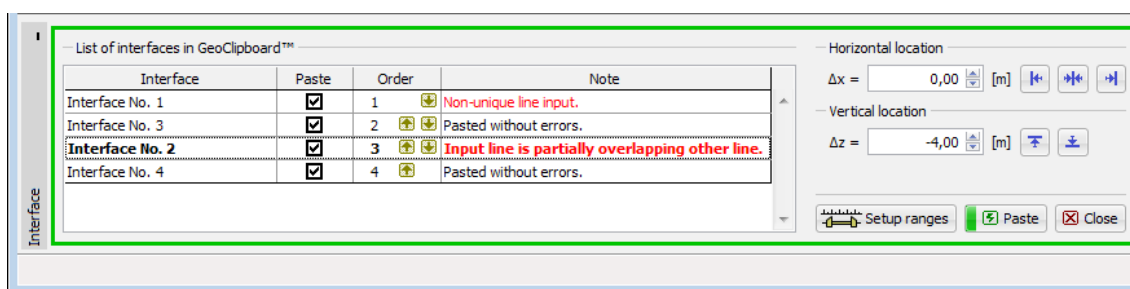 List of interfaces in GeoClipboard™
Interface Paste Order Note
Interface No. 1 1 Non-unique line input.
Interface No. 3 2 Pasted without errors.
Interface No. 2 3 Input line is partially overlapping other line.
Interface No. 4 4 Pasted without errors.
Horizontal location
Δx = 0,00 [m]
Vertical location
Δz = -4,00 [m]
Setup ranges Paste Close
Interface